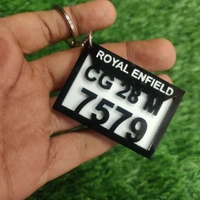 ROYAL ENFIELD
CG 28 M
7579